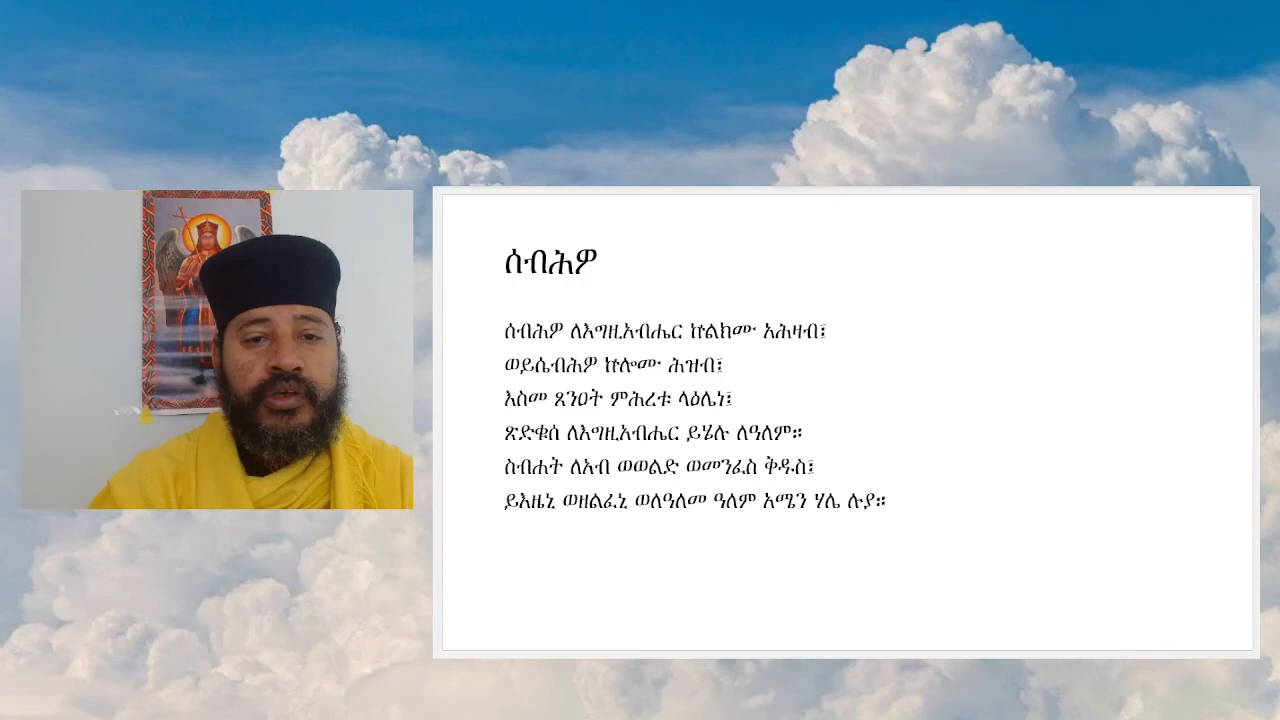 ሰብሕዎ
ሰብሕዎ ለእግዚአብሔር ኵልክሙ አሕዛብ፤
ወይሴብሕዎ ኵሎሙ ሕዝብ፤
እስመ ጸንዐት ምሕረቱ ላዕሌነ፤
ጽድቁሰ ለእግዚአብሔር ይሄሉ ለዓለም።
ስብሐት ለአብ ወወልድ ወመንፈስ ቅዱስ፤
ይእዜኒ ወዘልፈኒ ወለዓለመ ዓለም አሜን ሃሌ ሉያ።